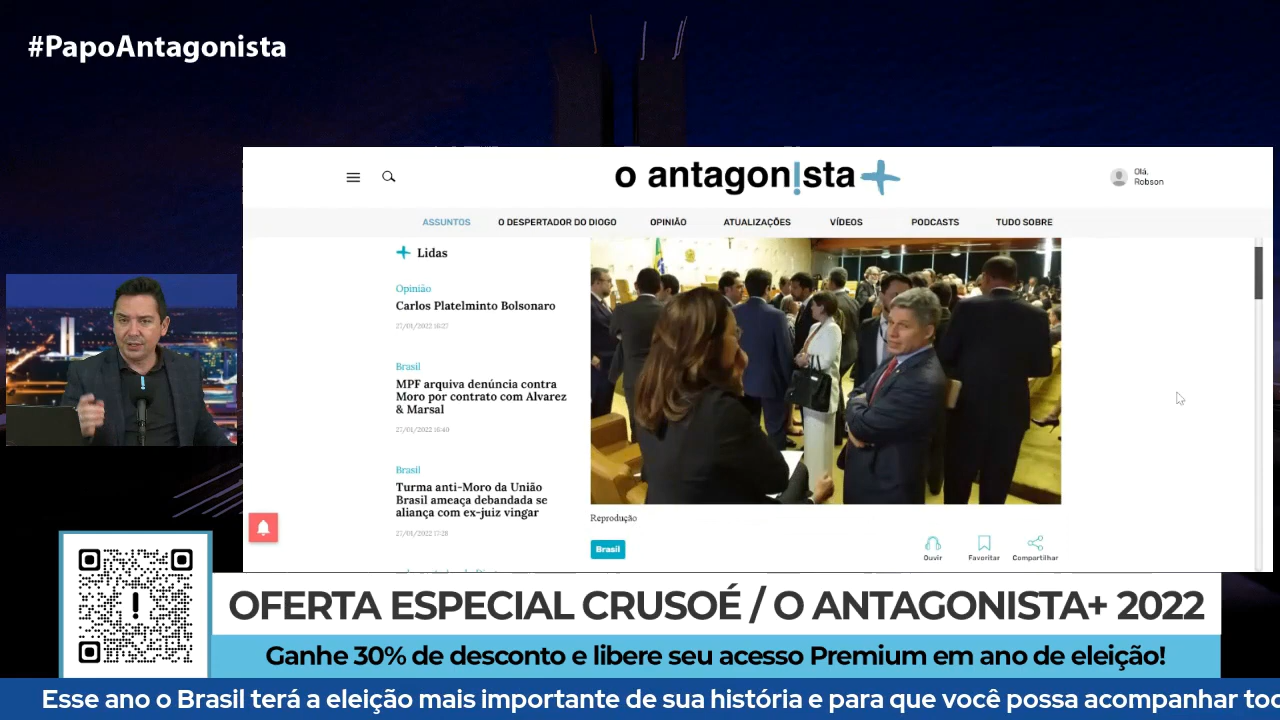 #PapoAntagonista
o antagon!sta+
Olá,
Robson
ASSUNTOS
O DESPERTADOR DO DIOGO
OPINIÃO
ATUALIZAÇÕES
VÍDEOS
PODCASTS
TUDO SOBRE
Lidas
Opinião
Carlos Platelminto Bolsonaro
27/01/2022 16:27
Brasil
MPF arquiva denúncia contra
Moro por contrato com Alvarez
& Marsal
27/01/2022 16:40
Brasil
Turma anti-Moro da União
Brasil ameaça debandada se
aliança com ex-juiz vingar
27/01/2022 17:28
Reprodução
Brasil
Ouvir
Favoritar
Compartilhar
OFERTA ESPECIAL CRUSOÉ / O ANTAGONISTA+ 2022
Ganhe 30% de desconto e libere seu acesso Premium em ano de eleição!
Esse ano o Brasil terá a eleição mais importante de sua história e para que você possa acompanhar